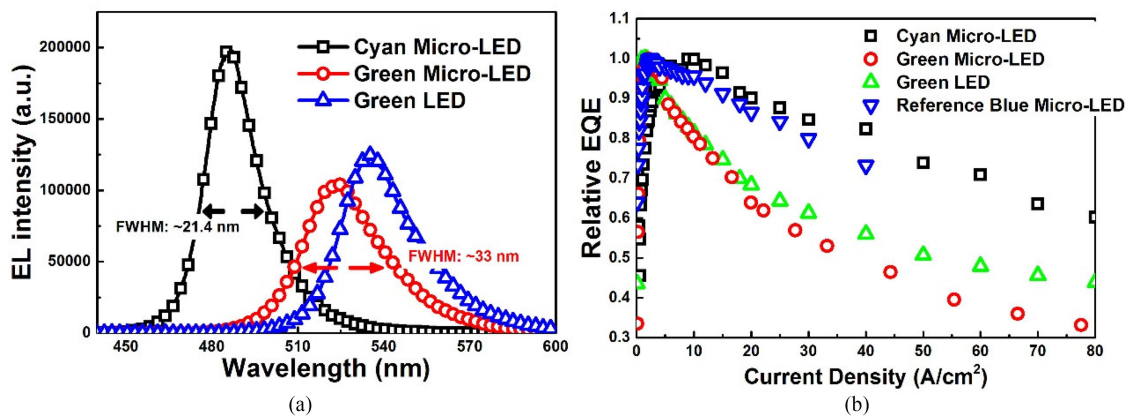 (a)
200000
150000
100000
50000
0
EL intensity (a.u.)
Cyan Micro-LED
Green Micro-LED
Green LED
FWHM: ~21.4 nm
FWHM: ~33 nm
450 480 510 540 570 600
Wavelength (nm)
(a)
(b)
1.0
0.9
0.8
0.7
0.6
0.5
0.4
0.3
Relative EQE
Cyan Micro-LED
Green Micro-LED
Green LED
Reference Blue Micro-LED
0 10 20 30 40 50 60 70 80
Current Density (A/cm²)
(b)